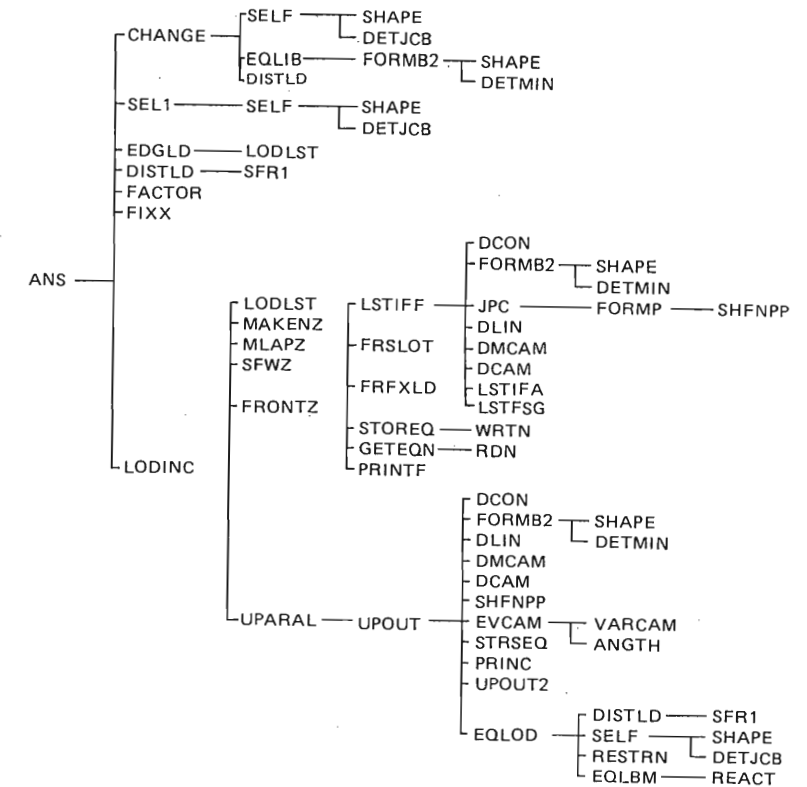 SELF SHAPE
CHANGE DETJCB
EQLIB FORMB2 SHAPE
DISTLD DETMIN
SEL1 SELF SHAPE
DETJCB
EDGLD LODLST
DISTLD SFR1
FACTOR
FIXX
DCON
FORMB2 SHAPE
ANS DETMIN
LODLST LSTIFF JPC FORMP SHFNPP
MAKENZ DLIN
MLAPZ FRSLOT DMCAM
SFWZ DCAM
FRFXLD LSTIFA
FRONTZ LSTFSG
STOREQ WRTN
GETEQN RDN
LODINC PRINTF
DCON
FORMB2 SHAPE
DLIN DETMIN
DMCAM
DCAM
SHFNPP
UPARAL UPOUT EVCAM VARCAM
STRSEQ ANGTH
PRINC
UPOUT2
DISTLD SFR1
EQLOD SELF SHAPE
RESTRN DETJCB
EQLBM REACT